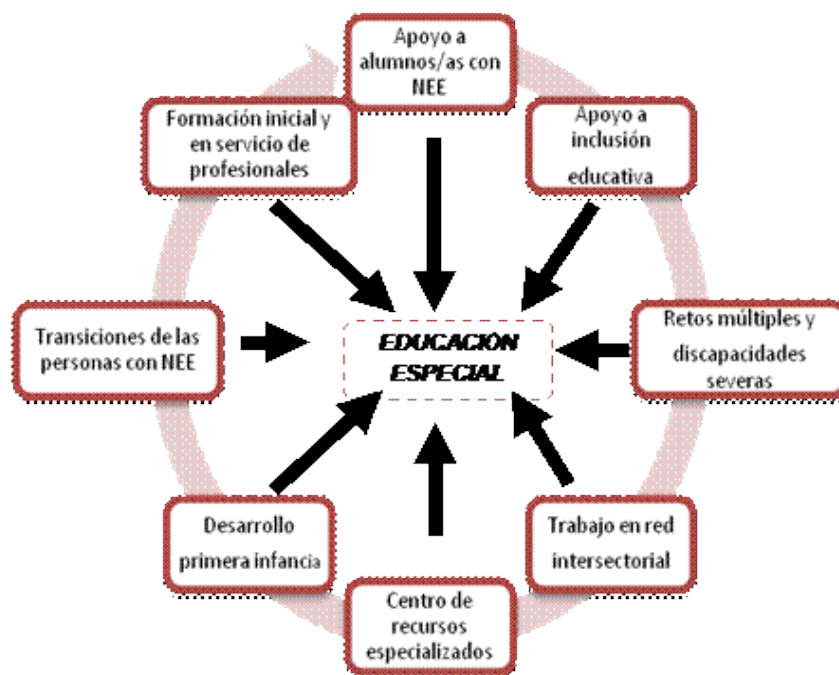 Apoyo a
alumnos/as con
NEE
Apoyo a
inclusión
educativa
Retos múltiples y
discapacidades
severas
Trabajo en red
intersectorial
Centro de
recursos
especializados
Desarrollo
primera infancia
Transiciones de las
personas con NEE
Formación inicial y
en servicio de
profesionales
EDUCACIÓN
ESPECIAL